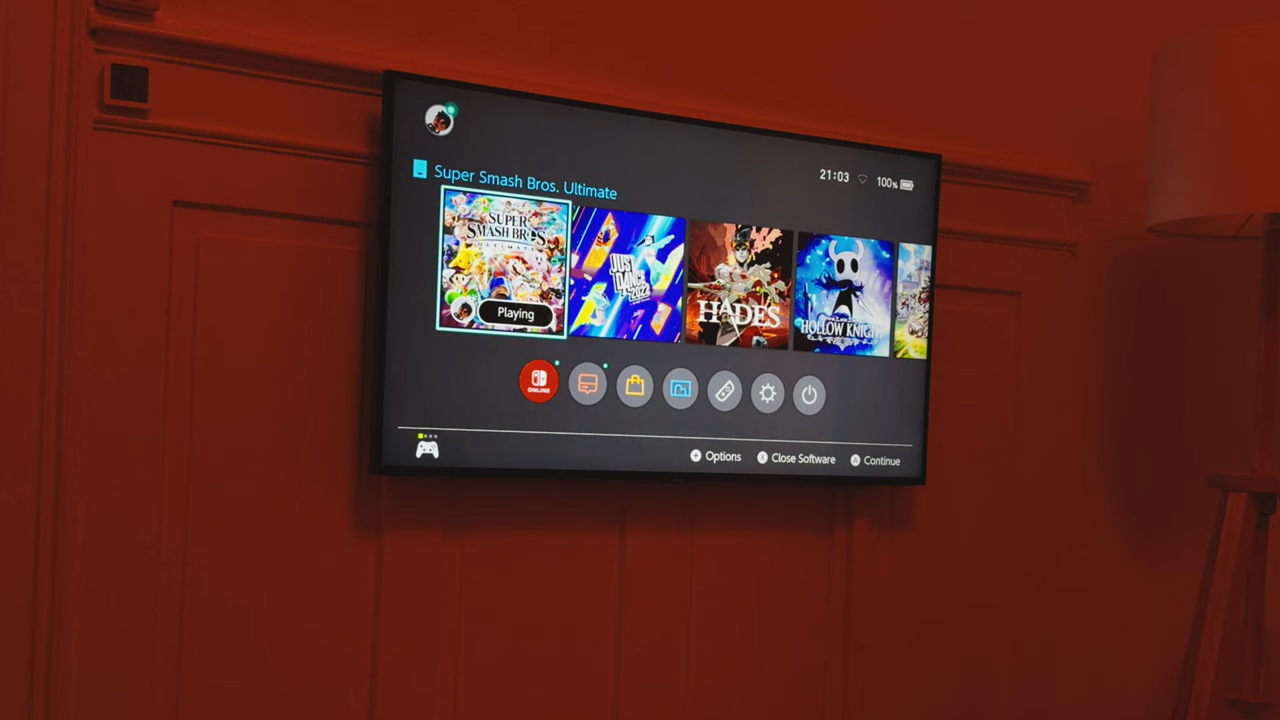 21:03 100%
Super Smash Bros. Ultimate
SUPER
SMASH BROS
ULTIMATE
Playing
JUST
DANCE
2022
HADES
HOLLOW KNIGHT
ONLINE
Options Close Software Continue